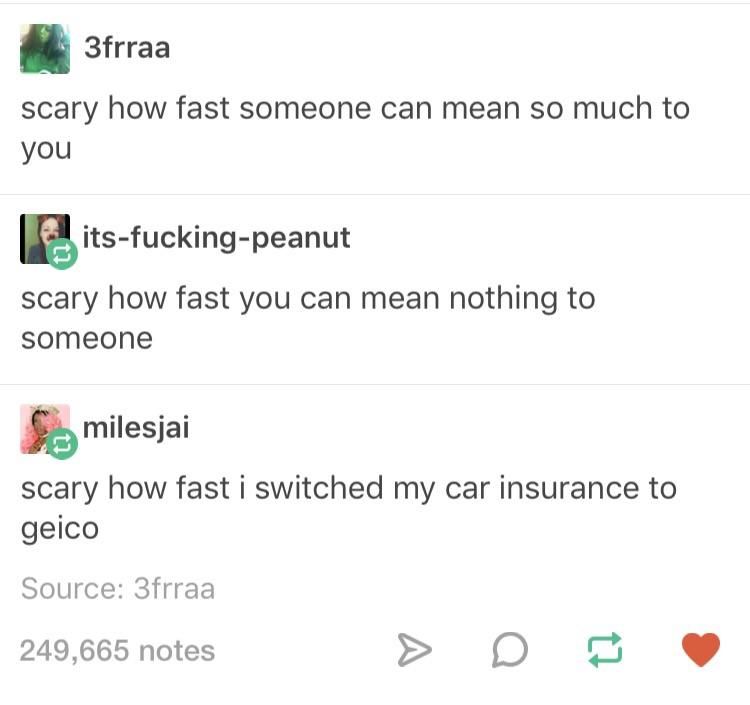 3frraa
scary how fast someone can mean so much to
you
its-fucking-peanut
scary how fast you can mean nothing to
someone
milesjai
scary how fast i switched my car insurance to
geico
Source: 3frraa
249,665 notes